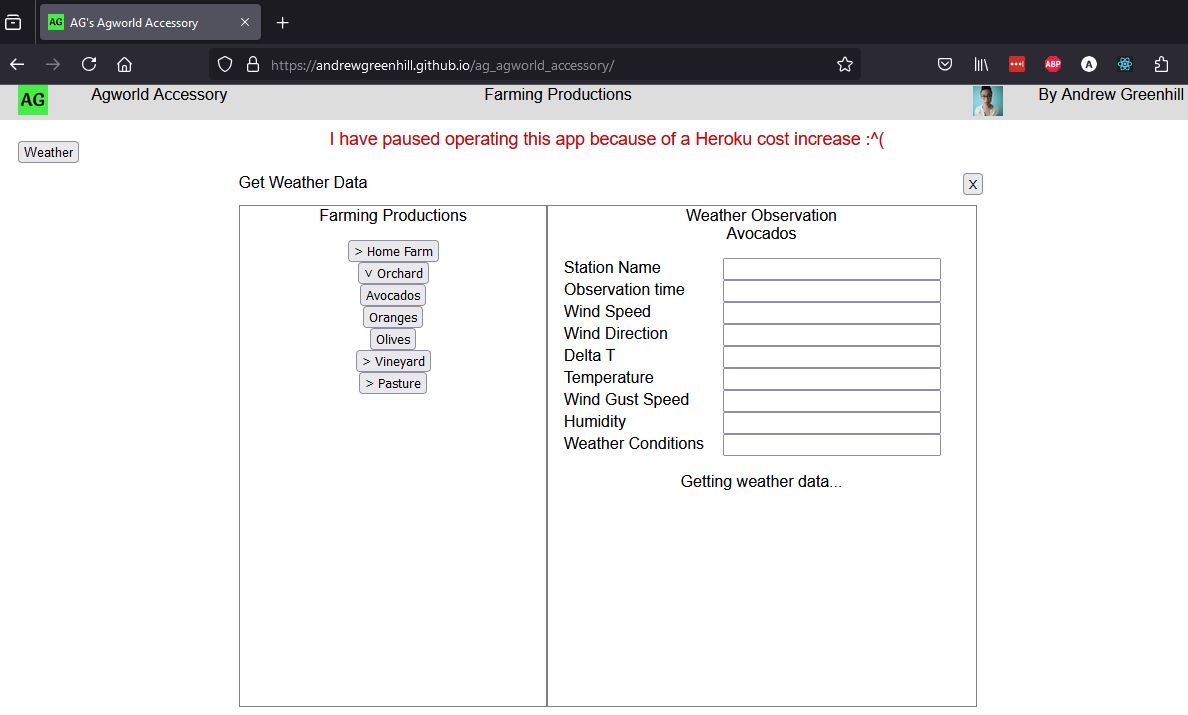 AG AG's Agworld Accessory
https://andrewgreenhill.github.io/ag_agworld_accessory/
ABP
A
AG Agworld Accessory Farming Productions By Andrew Greenhill
I have paused operating this app because of a Heroku cost increase :^(
Weather
Get Weather Data X
Farming Productions
> Home Farm
v Orchard
Avocados
Oranges
Olives
> Vineyard
> Pasture
Weather Observation
Avocados
Station Name
Observation time
Wind Speed
Wind Direction
Delta T
Temperature
Wind Gust Speed
Humidity
Weather Conditions
Getting weather data...